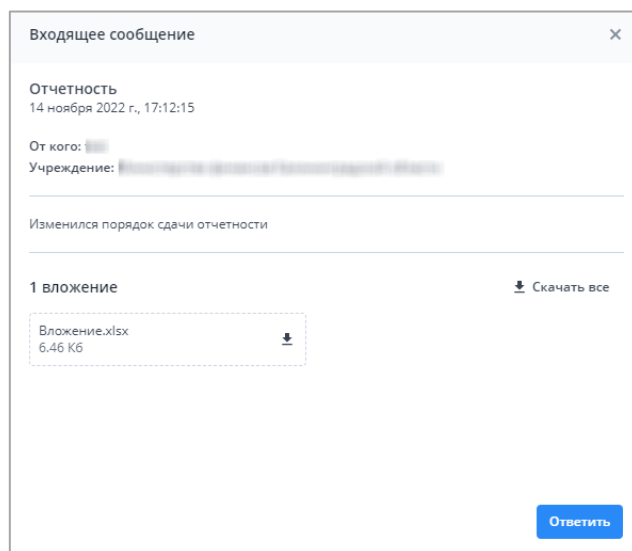 Входящее сообщение
Отчетность
14 ноября 2022 г., 17:12:15
От кого:
Учреждение:
Изменился порядок сдачи отчетности
1 вложение
Скачать все
Вложение.xlsx
6.46 Кб
Ответить